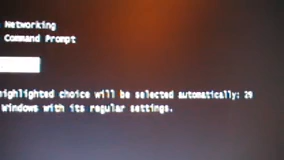 Networking
Command Prompt
highlighted choice will be selected automatically: 29
Windows with its regular settings.